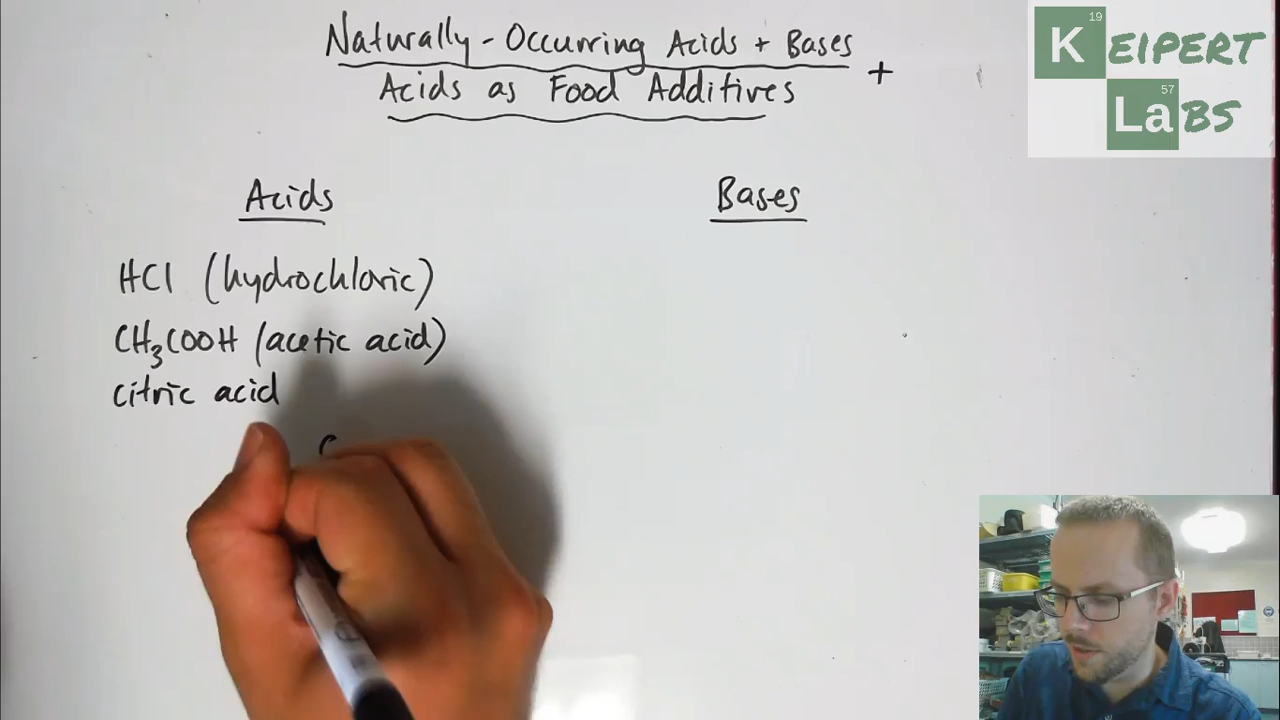 Naturally-Occurring Acids + Bases +
Acids as Food Additives
19
KEIPERT
57
LaBS
Acids
Bases
HCl (hydrochloric)
CH₃COOH (acetic acid)
citric acid